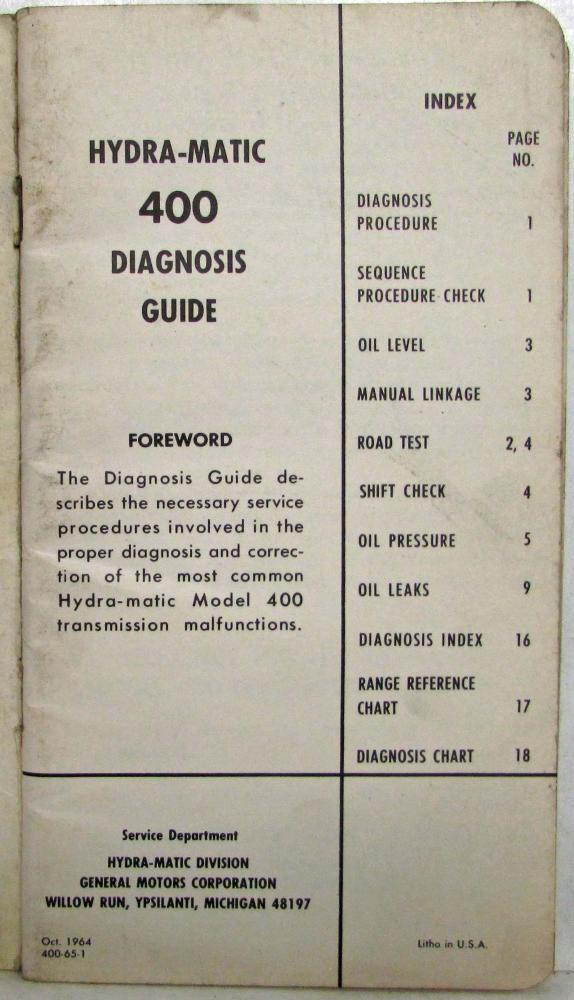 HYDRA-MATIC
400
DIAGNOSIS
GUIDE
FOREWORD
The Diagnosis Guide de-
scribes the necessary service
procedures involved in the
proper diagnosis and correc-
tion of the most common
Hydra-matic Model 400
transmission malfunctions.
INDEX
PAGE
NO.
DIAGNOSIS
PROCEDURE 1
SEQUENCE
PROCEDURE CHECK 1
OIL LEVEL 3
MANUAL LINKAGE 3
ROAD TEST 2, 4
SHIFT CHECK 4
OIL PRESSURE 5
OIL LEAKS 9
DIAGNOSIS INDEX 16
RANGE REFERENCE
CHART 17
DIAGNOSIS CHART 18
Service Department
HYDRA-MATIC DIVISION
GENERAL MOTORS CORPORATION
WILLOW RUN, YPSILANTI, MICHIGAN 48197
Oct. 1964
400-65-1
Litho in U.S.A.